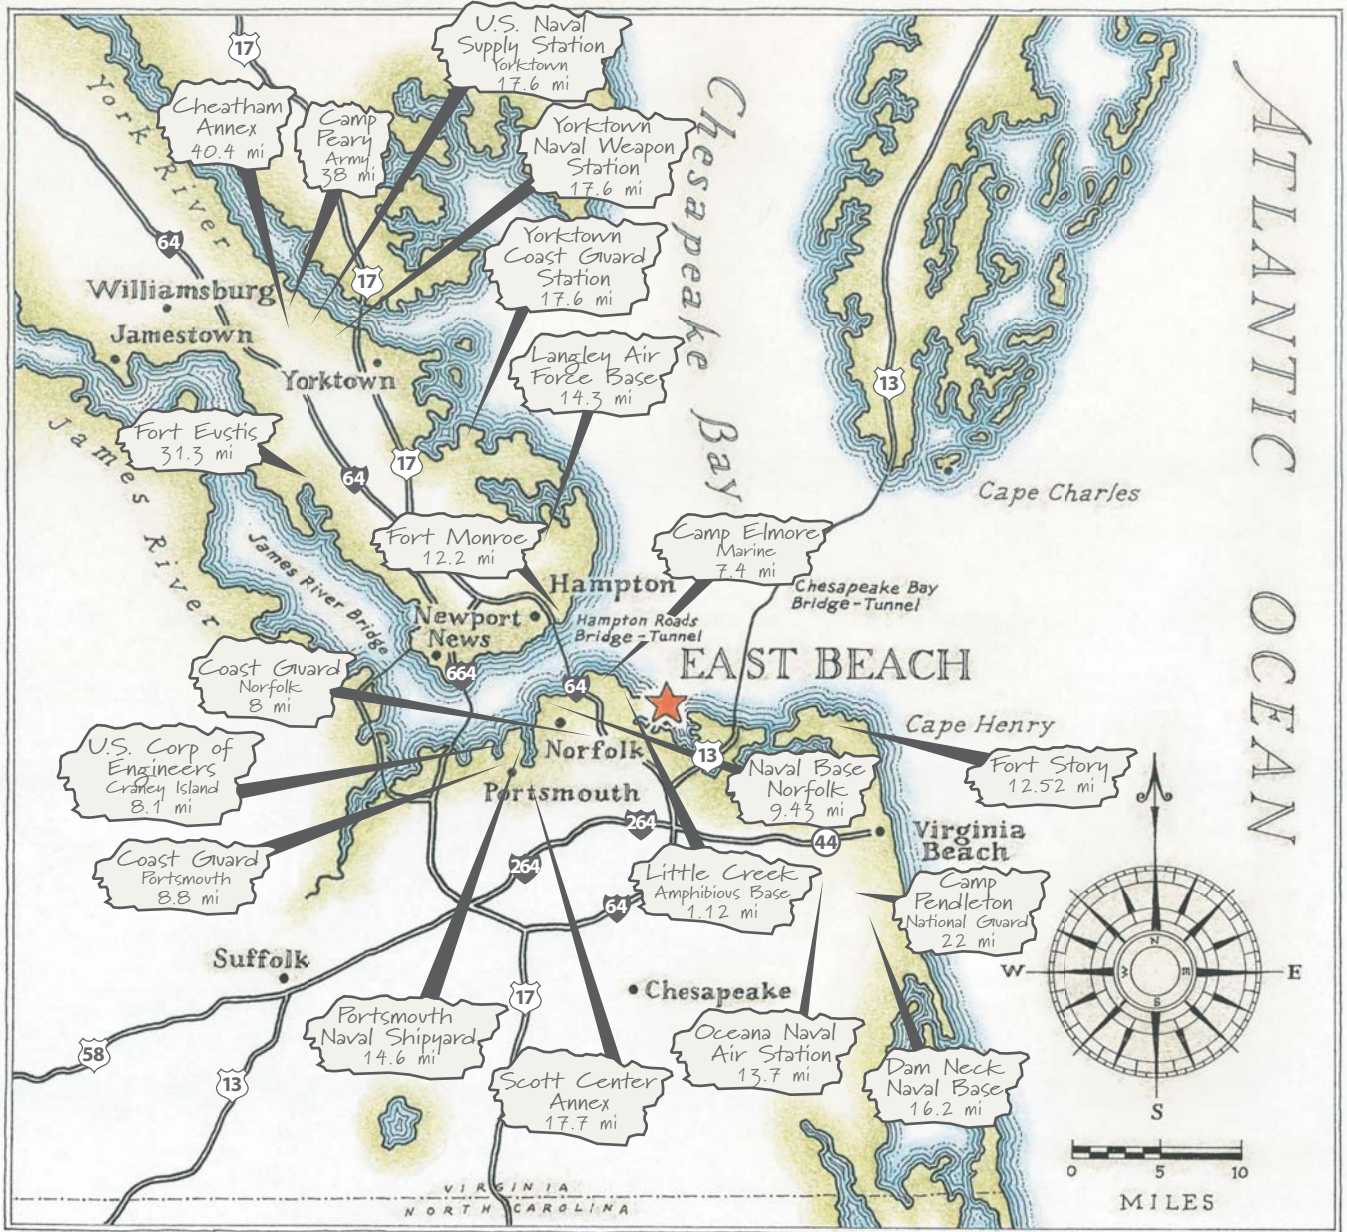 17
U.S. Naval
Supply Station
Yorktown
17.6 mi
Cheatham
Annex
40.4 mi
Camp
Peary
Army
38 mi
Yorktown
Naval Weapon
Station
17.6 mi
York River
Chesapeake Bay
ATLANTIC OCEAN
64
17
Yorktown
Coast Guard
Station
17.6 mi
Williamsburg
Jamestown
Yorktown
Langley Air
Force Base
14.3 mi
13
Fort Eustis
31.3 mi
James River
64
17
Cape Charles
Fort Monroe
12.2 mi
Camp Elmore
Marine
7.4 mi
James River Bridge
Hampton
Chesapeake Bay
Bridge-Tunnel
Newport
News
Hampton Roads
Bridge-Tunnel
Coast Guard
Norfolk
8 mi
664
64
EAST BEACH
Cape Henry
U.S. Corp of
Engineers
Craney Island
8.1 mi
Norfolk
13
Naval Base
Norfolk
9.43 mi
Fort Story
12.52 mi
Portsmouth
264
44
Virginia
Beach
Coast Guard
Portsmouth
8.8 mi
264
Little Creek
Amphibious Base
1.12 mi
64
Camp
Pendleton
National Guard
22 mi
Suffolk
17
Chesapeake
N
W
E
S
W
E
S
Portsmouth
Naval Shipyard
14.6 mi
Oceana Naval
Air Station
13.7 mi
58
13
Scott Center
Annex
17.7 mi
Dam Neck
Naval Base
16.2 mi
0 5 10
MILES
VIRGINIA
NORTH CAROLINA